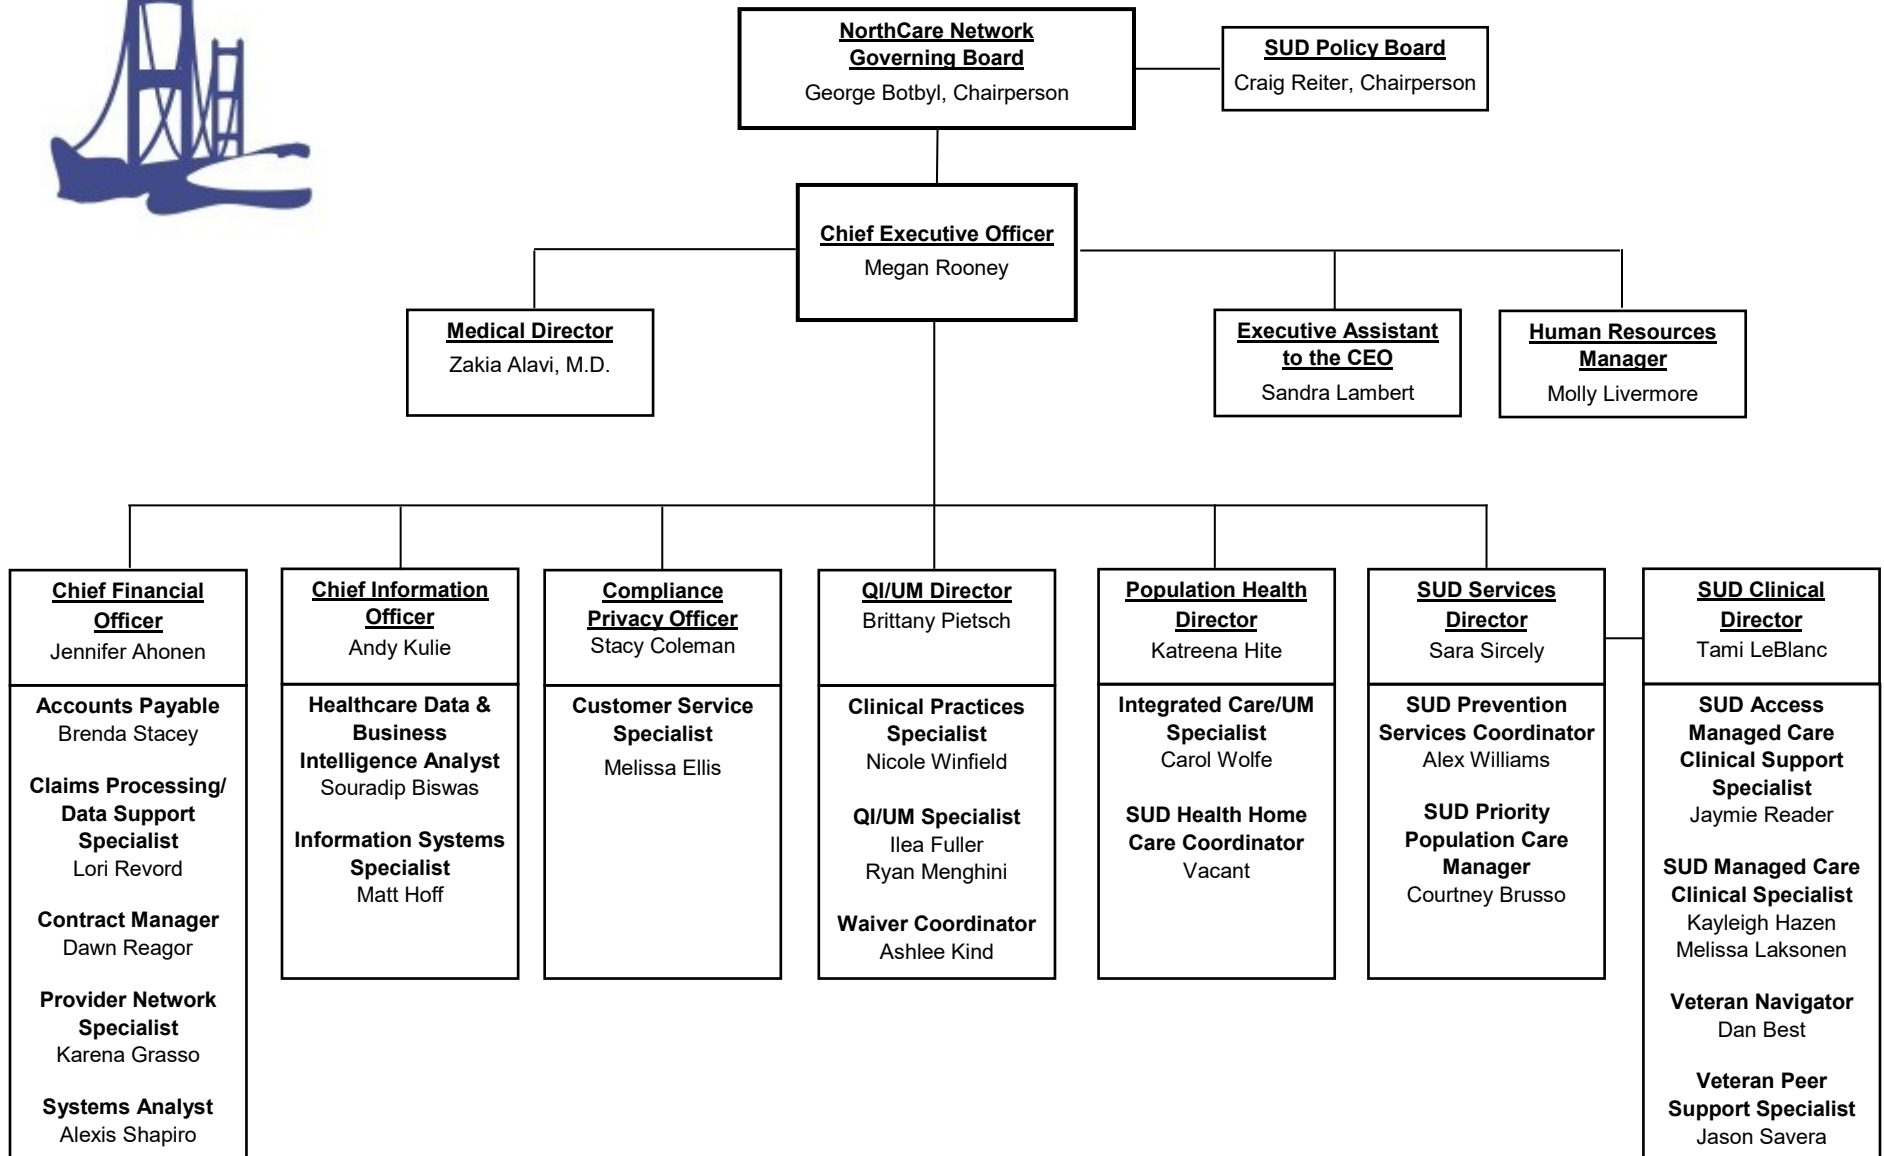 NorthCare Network
Governing Board
George Botbyl, Chairperson
SUD Policy Board
Craig Reiter, Chairperson
Chief Executive Officer
Megan Rooney
Medical Director
Zakia Alavi, M.D.
Executive Assistant
to the CEO
Sandra Lambert
Human Resources
Manager
Molly Livermore
Chief Financial
Officer
Jennifer Ahonen
Accounts Payable
Brenda Stacey
Claims Processing/
Data Support
Specialist
Lori Revord
Contract Manager
Dawn Reagor
Provider Network
Specialist
Karena Grasso
Systems Analyst
Alexis Shapiro
Chief Information
Officer
Andy Kulie
Healthcare Data &
Business
Intelligence Analyst
Souradip Biswas
Information Systems
Specialist
Matt Hoff
Compliance
Privacy Officer
Stacy Coleman
Customer Service
Specialist
Melissa Ellis
QI/UM Director
Brittany Pietsch
Clinical Practices
Specialist
Nicole Winfield
QI/UM Specialist
Ilea Fuller
Ryan Menghini
Waiver Coordinator
Ashlee Kind
Population Health
Director
Katreena Hite
Integrated Care/UM
Specialist
Carol Wolfe
SUD Health Home
Care Coordinator
Vacant
SUD Services
Director
Sara Sircely
SUD Prevention
Services Coordinator
Alex Williams
SUD Priority
Population Care
Manager
Courtney Brusso
SUD Clinical
Director
Tami LeBlanc
SUD Access
Managed Care
Clinical Support
Specialist
Jaymie Reader
SUD Managed Care
Clinical Specialist
Kayleigh Hazen
Melissa Laksonen
Veteran Navigator
Dan Best
Veteran Peer
Support Specialist
Jason Savera